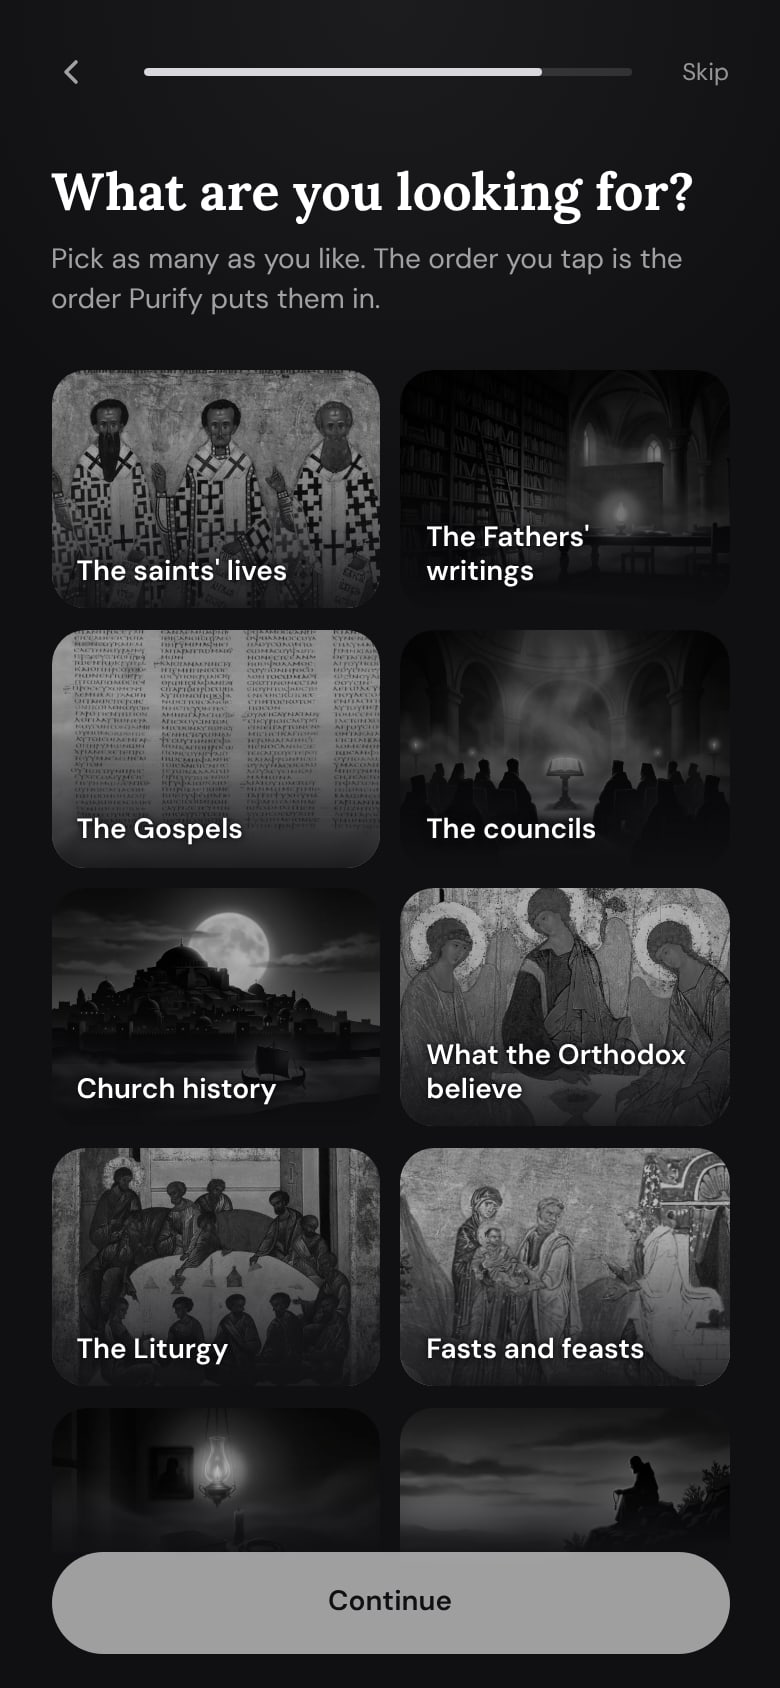 Skip
What are you looking for?
Pick as many as you like. The order you tap is the
order Purify puts them in.
The saints' lives
The Fathers'
writings
The Gospels
The councils
Church history
What the Orthodox
believe
The Liturgy
Fasts and feasts
Continue